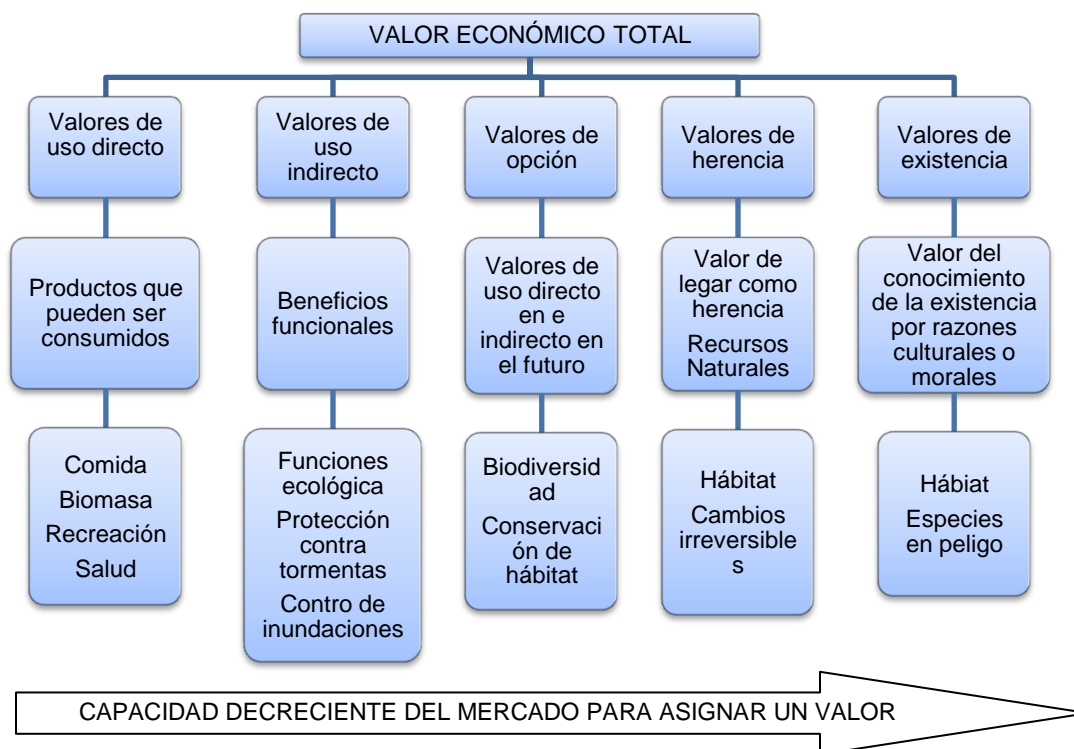 VALOR ECONÓMICO TOTAL
Valores de
uso directo
Valores de
uso
indirecto
Valores de
opción
Valores de
herencia
Valores de
existencia
Productos que
pueden ser
consumidos
Beneficios
funcionales
Valores de
uso directo
en e
indirecto en
el futuro
Valor de
legar como
herencia
Recursos
Naturales
Valor del
conocimiento
de la existencia
por razones
culturales o
morales
Comida
Biomasa
Recreación
Salud
Funciones
ecológica
Protección
contra
tormentas
Contro de
inundaciones
Biodiversid
ad
Conservaci
ón de
hábitat
Hábitat
Cambios
irreversible
s
Hábiat
Especies
en peligo
CAPACIDAD DECRECIENTE DEL MERCADO PARA ASIGNAR UN VALOR